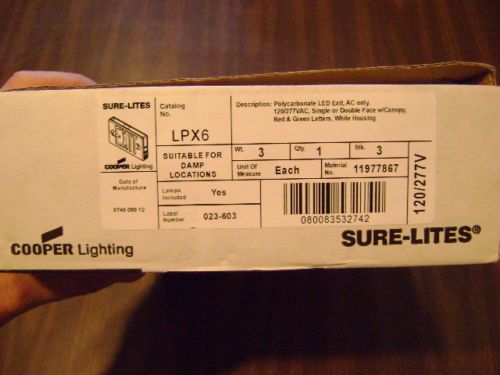 SURE-LITES
EXIT
COOPER Lighting
Date of
Manufacture
Catalog
No.
LPX6
SUITABLE FOR
DAMP
LOCATIONS
Lamps
Included
Yes
Label
Number
023-603
Description: Polycarbonate LED Exit, AC only,
120/277VAC, Single or Double Face w/Canopy,
Red & Green Letters, White Housing
Wt. 3 Qty. 1 Stk. 3
Unit Of
Measure
Each
Material
No.
11977867
080083532742
120/277V
COOPER Lighting
SURE-LITES®